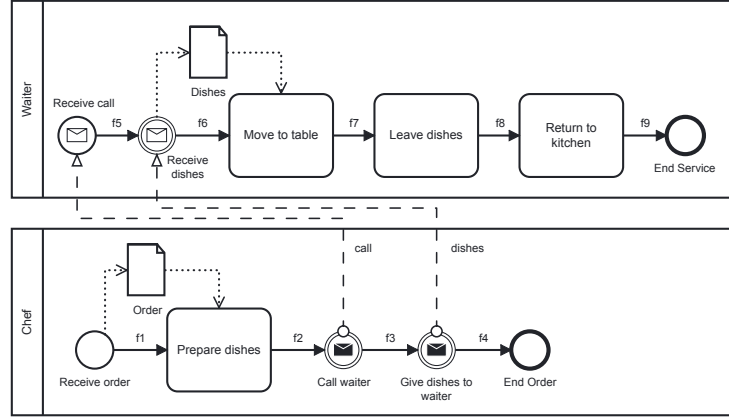 Waiter
Dishes
Receive call
f5
f6
Move to table
f7
Leave dishes
f8
Return to
kitchen
f9
Receive
dishes
End Service
call
dishes
Chef
Order
f1
Prepare dishes
f2
f3
f4
Receive order
Call waiter
Give dishes to
waiter
End Order